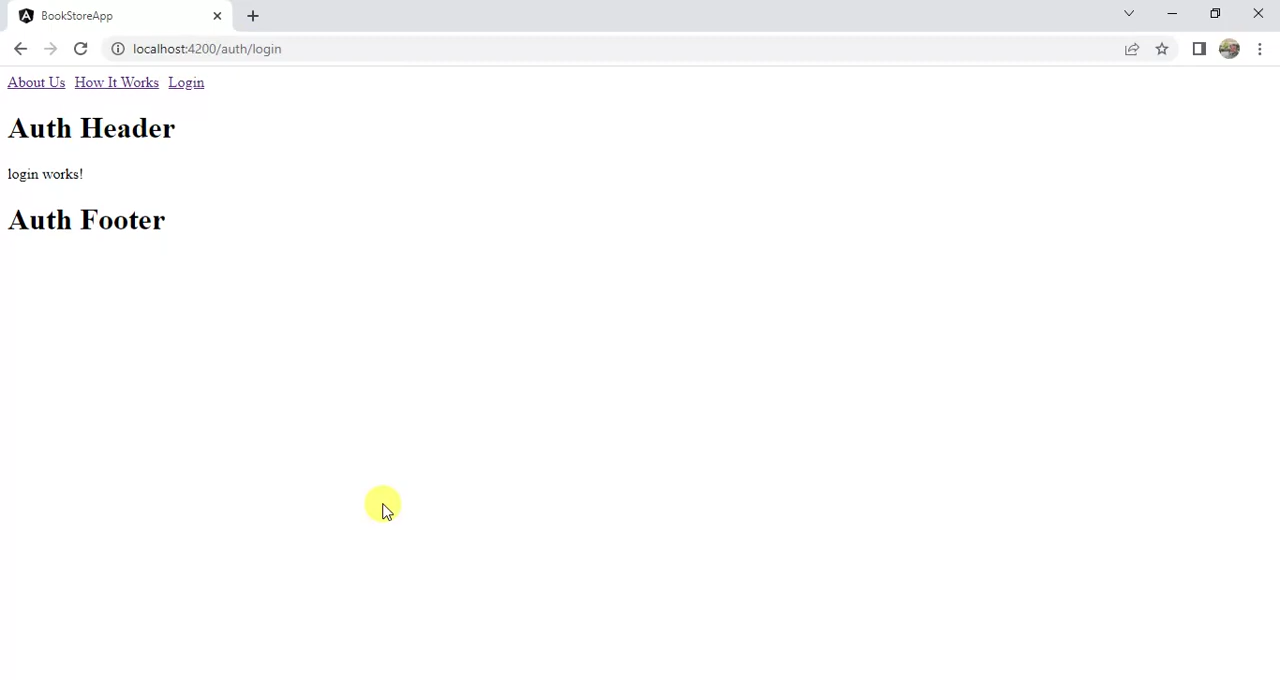 BookStoreApp
localhost:4200/auth/login
About Us How It Works Login
Auth Header
login works!
Auth Footer